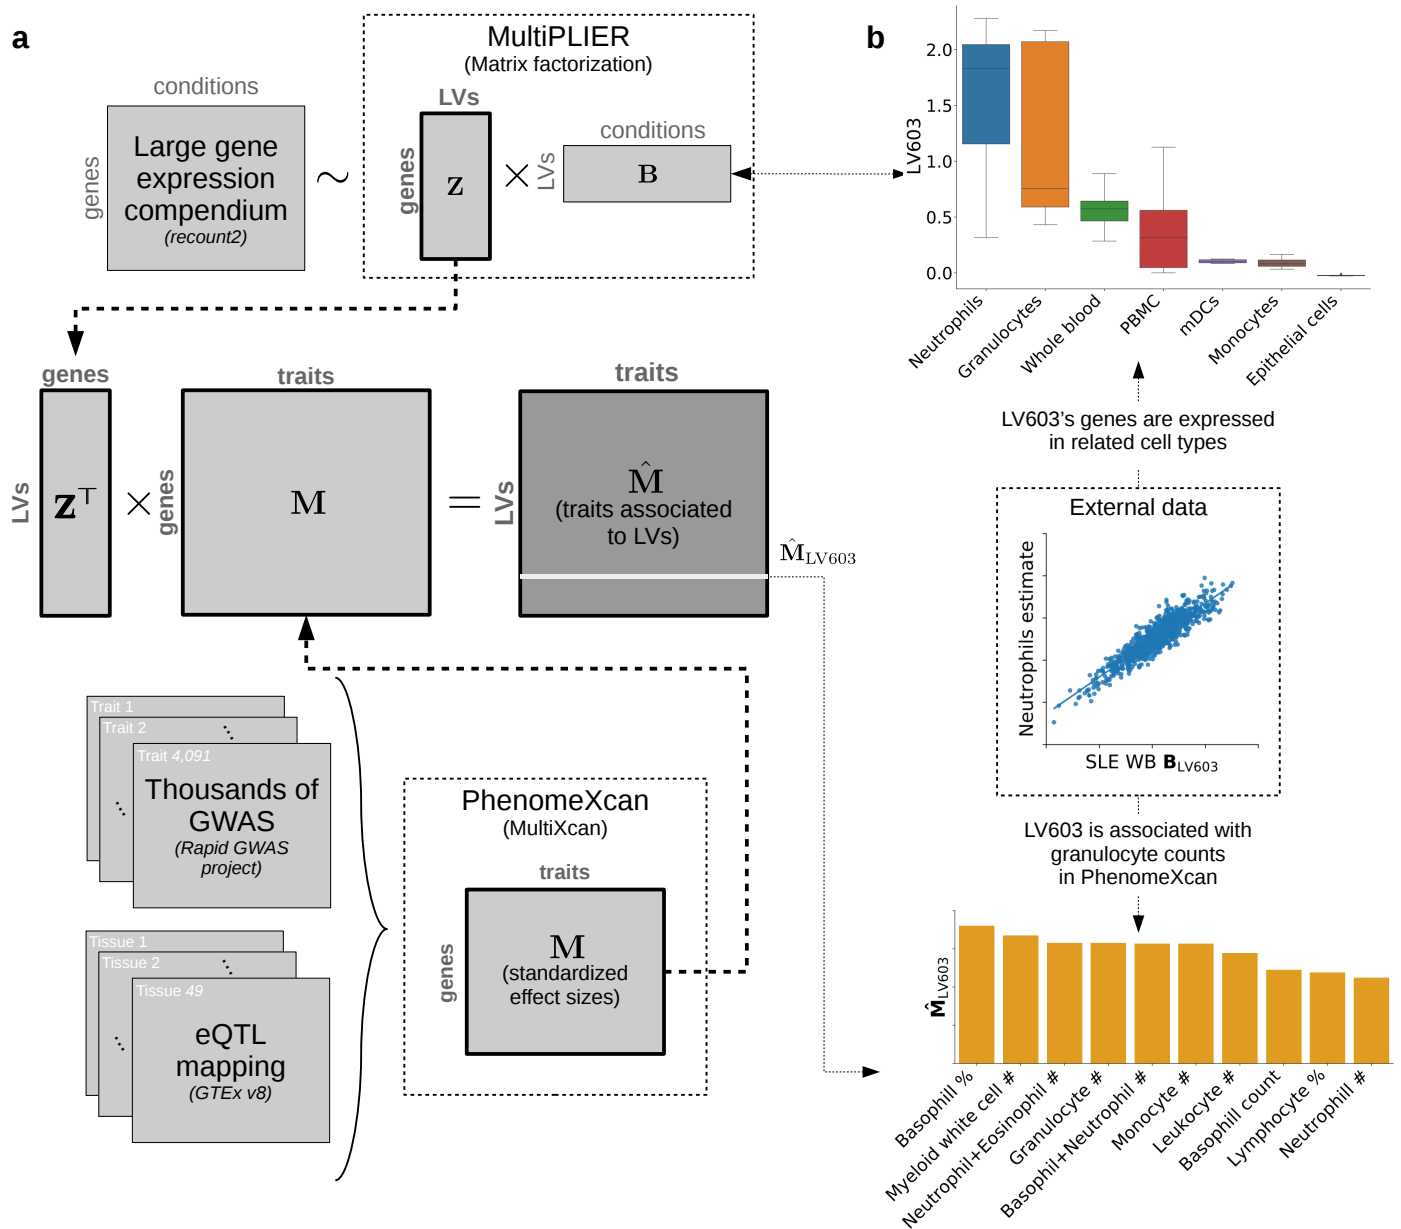 a
MultiPLIER
(Matrix factorization)
conditions
genes
Large gene
expression
compendium
(recount2)
∼
LVs
genes
Z
×
conditions
LVs
B
genes
LVs
Z⊤
×
traits
genes
M
=
traits
LVs
M̂
(traits associated
to LVs)
M̂LV603
Trait 1
Trait 2
Trait 4,091
Thousands of
GWAS
(Rapid GWAS
project)
Tissue 1
Tissue 2
Tissue 49
eQTL
mapping
(GTEx v8)
PhenomeXcan
(MultiXcan)
traits
genes
M
(standardized
effect sizes)
b
LV603
2.0
1.5
1.0
0.5
0.0
Neutrophils
Granulocytes
Whole blood
PBMC
mDCs
Monocytes
Epithelial cells
LV603's genes are expressed
in related cell types
External data
Neutrophils estimate
SLE WB BLV603
LV603 is associated with
granulocyte counts
in PhenomeXcan
M̂LV603
Basophill %
Myeloid white cell #
Neutrophil+Eosinophil #
Granulocyte #
Basophil+Neutrophil #
Monocyte #
Leukocyte #
Basophill count
Lymphocyte %
Neutrophill #